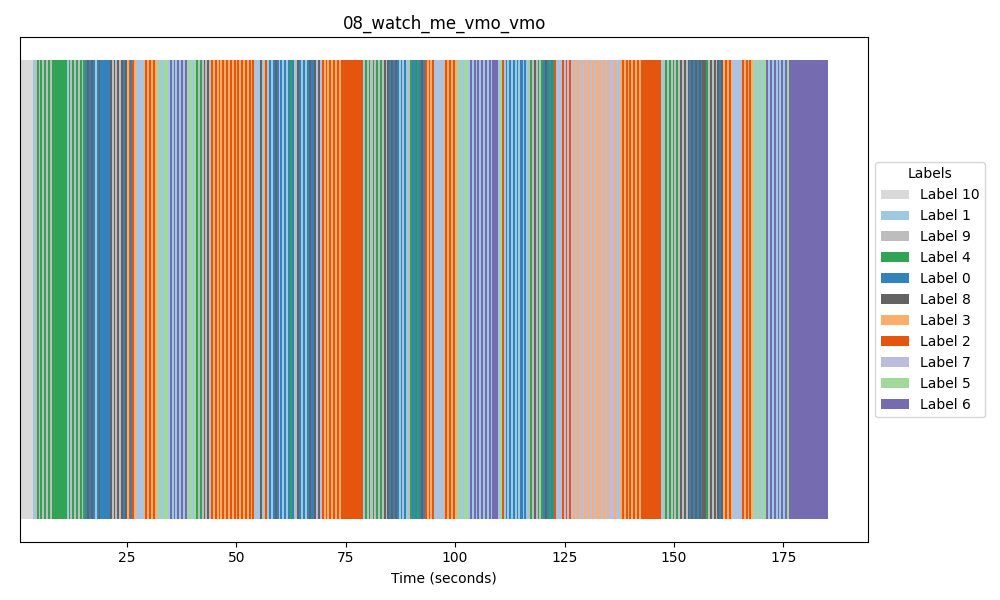 08_watch_me_vmo_vmo
Labels
Label 10
Label 1
Label 9
Label 4
Label 0
Label 8
Label 3
Label 2
Label 7
Label 5
Label 6
25 50 75 100 125 150 175
Time (seconds)